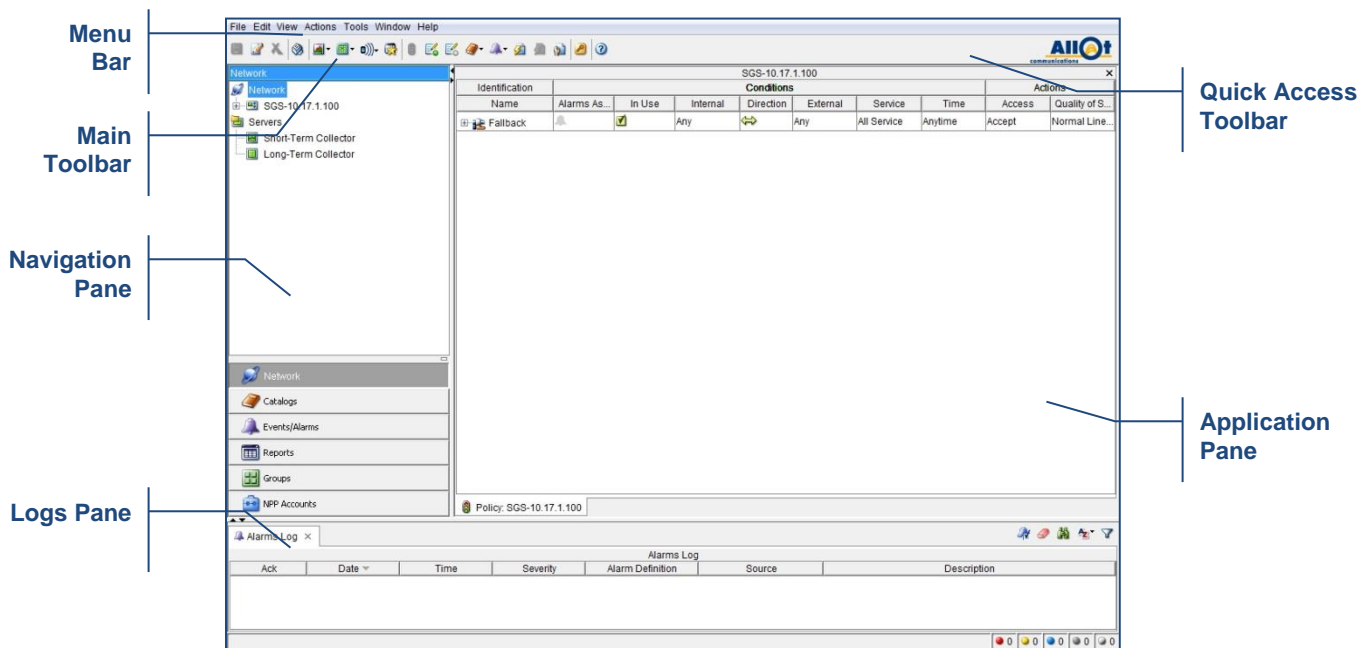 File Edit View Actions Tools Window Help
Menu
Bar
AllOt
communications
Network
SGS-10.17.1.100
Network
Identification Conditions Actions
Quick Access
Toolbar
SGS-10.17.1.100
Name Alarms As... In Use Internal Direction External Service Time Access Quality of S...
Servers
Fallback Any Any All Service Anytime Accept Normal Line...
Main
Toolbar
Short-Term Collector
Long-Term Collector
Navigation
Pane
Network
Catalogs
Application
Pane
Events/Alarms
Reports
Groups
NPP Accounts
Policy: SGS-10.17.1.100
Logs Pane
Alarms Log
Alarms Log
Ack Date Time Severity Alarm Definition Source Description
0 0 0 0 0